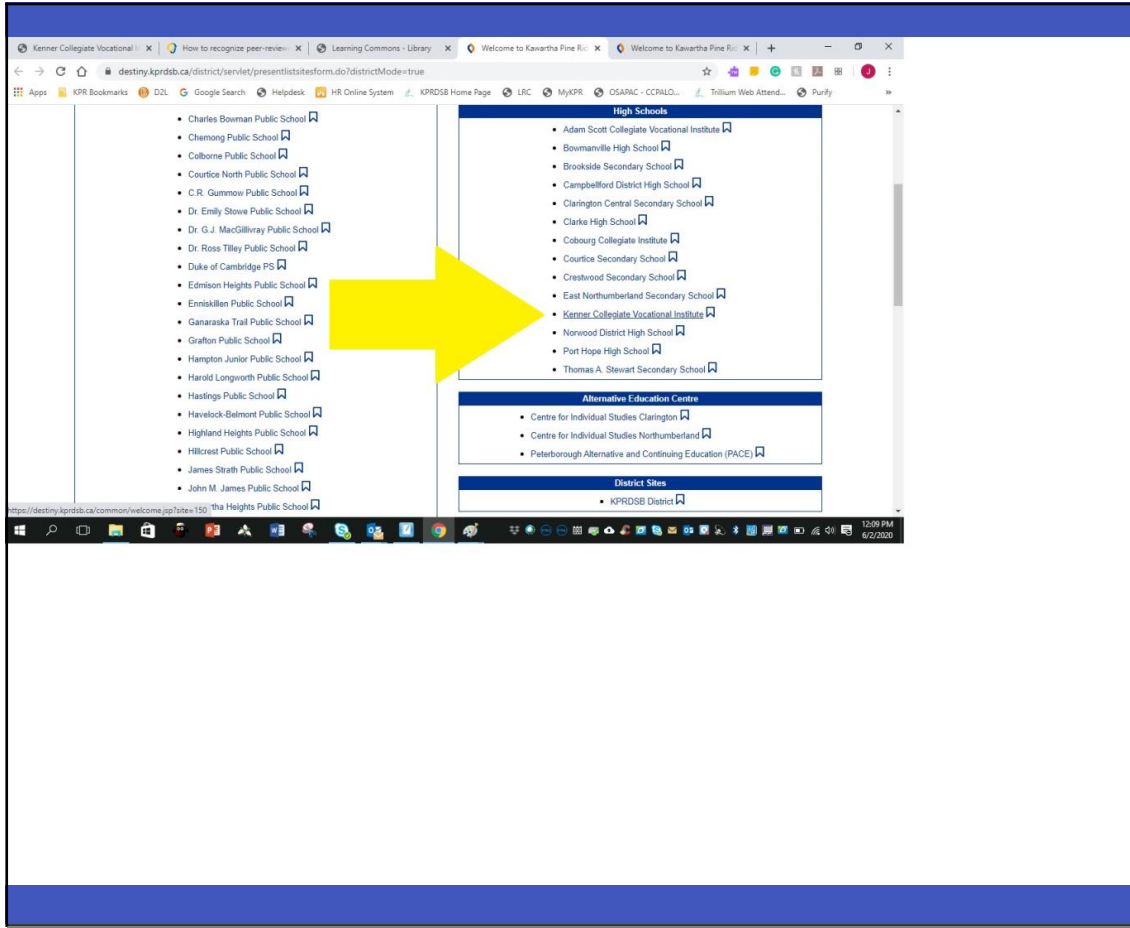 Kenner Collegiate Vocational I
How to recognize peer-review
Learning Commons - Library
Welcome to Kawartha Pine Ric
Welcome to Kawartha Pine Ric
destiny.kprdsb.ca/district/servlet/presentlistsitesform.do?districtMode=true
Apps
KPR Bookmarks
D2L
Google Search
Helpdesk
HR Online System
KPRDSB Home Page
LRC
MyKPR
OSAPAC - CCPALO...
Trillium Web Attend...
Purify
Charles Bowman Public School
Chemong Public School
Colborne Public School
Courtice North Public School
C.R. Gummow Public School
Dr. Emily Stowe Public School
Dr. G.J. MacGillivray Public School
Dr. Ross Tilley Public School
Duke of Cambridge PS
Edmison Heights Public School
Enniskillen Public School
Ganaraska Trail Public School
Grafton Public School
Hampton Junior Public School
Harold Longworth Public School
Hastings Public School
Havelock-Belmont Public School
Highland Heights Public School
Hillcrest Public School
James Strath Public School
John M. James Public School
tha Heights Public School
High Schools
Adam Scott Collegiate Vocational Institute
Bowmanville High School
Brookside Secondary School
Campbellford District High School
Clarington Central Secondary School
Clarke High School
Cobourg Collegiate Institute
Courtice Secondary School
Crestwood Secondary School
East Northumberland Secondary School
Kenner Collegiate Vocational Institute
Norwood District High School
Port Hope High School
Thomas A. Stewart Secondary School
Alternative Education Centre
Centre for Individual Studies Clarington
Centre for Individual Studies Northumberland
Peterborough Alternative and Continuing Education (PACE)
District Sites
KPRDSB District
https://destiny.kprdsb.ca/common/welcome.jsp?site=150
12:09 PM
6/2/2020